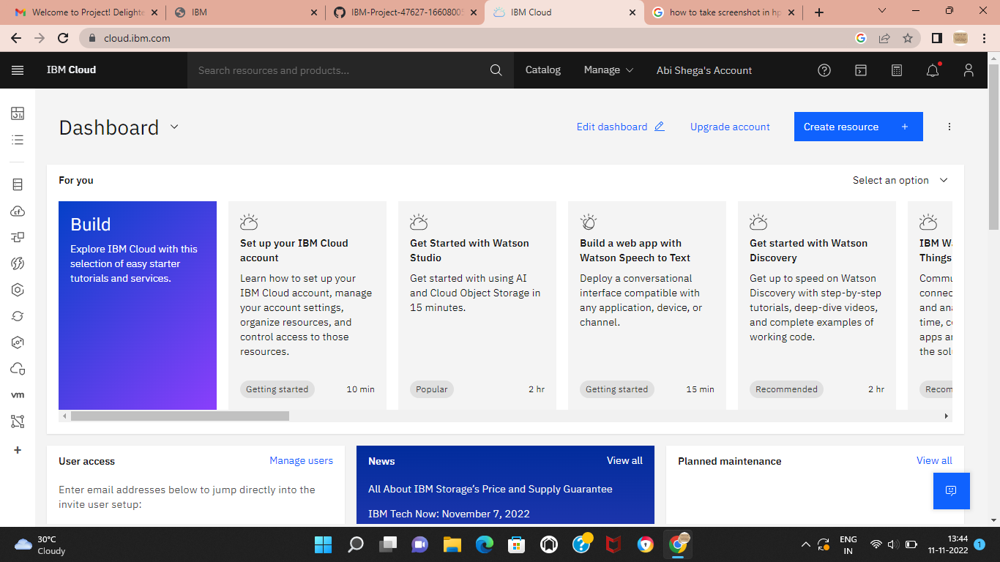 Welcome to Project! Delighte
IBM
IBM-Project-47627-16608005
IBM Cloud
how to take screenshot in hp
cloud.ibm.com
IBM Cloud
Search resources and products...
Catalog
Manage
Abi Shega's Account
Dashboard
Edit dashboard
Upgrade account
Create resource +
For you
Select an option
Build
Explore IBM Cloud with this
selection of easy starter
tutorials and services.
Set up your IBM Cloud
account
Learn how to set up your
IBM Cloud account, manage
your account settings,
organize resources, and
control access to those
resources.
Getting started 10 min
Get Started with Watson
Studio
Get started with using AI
and Cloud Object Storage in
15 minutes.
Popular 2 hr
Build a web app with
Watson Speech to Text
Deploy a conversational
interface compatible with
any application, device, or
channel.
Getting started 15 min
Get started with Watson
Discovery
Get up to speed on Watson
Discovery with step-by-step
tutorials, deep-dive videos,
and complete examples of
working code.
Recommended 2 hr
IBM W
Things
Commu
connec
and ana
time, c
apps a
the sol
Recom
cf
vm
User access
Manage users
Enter email addresses below to jump directly into the
invite user setup:
News
View all
All About IBM Storage's Price and Supply Guarantee
IBM Tech Now: November 7, 2022
Planned maintenance
View all
30°C
Cloudy
ENG
IN
13:44
11-11-2022
1